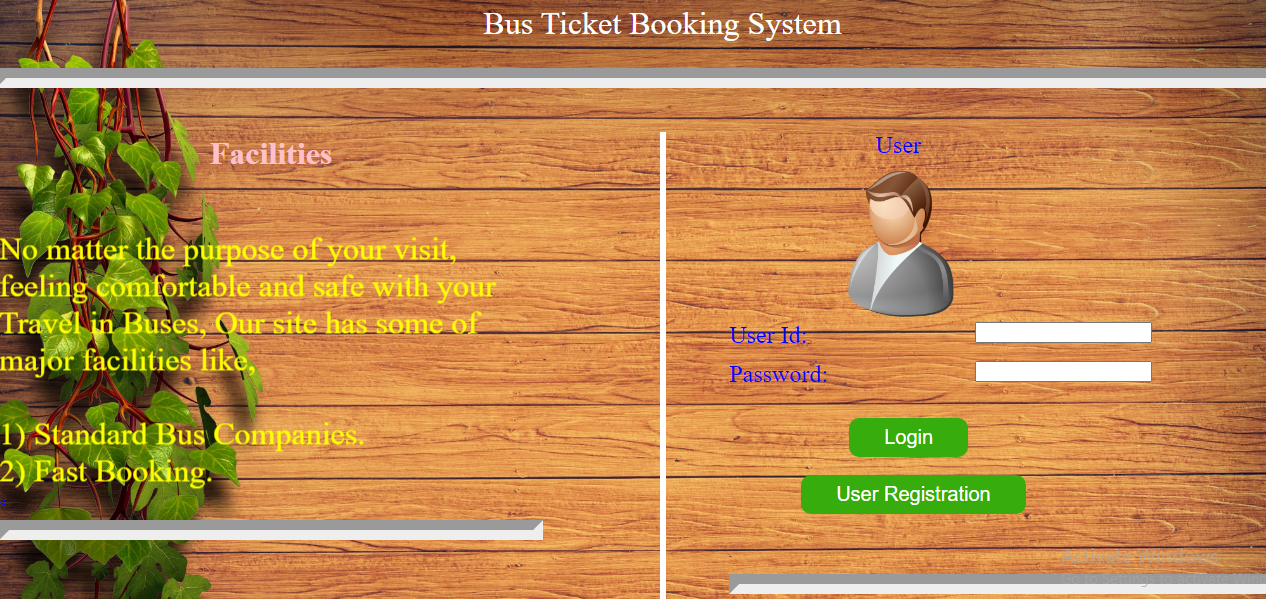 Bus Ticket Booking System
Facilities
No matter the purpose of your visit,
feeling comfortable and safe with your
Travel in Buses, Our site has some of
major facilities like,
1) Standard Bus Companies.
2) Fast Booking.
User
User Id:
Password:
Login
User Registration
Activate Windows
Go to Settings to activate Win